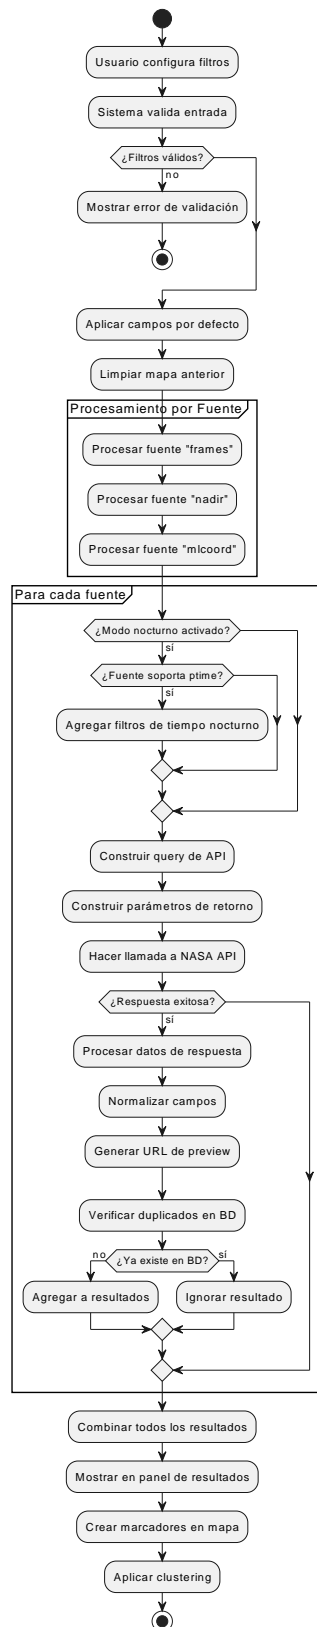 Usuario configura filtros
Sistema valida entrada
¿Filtros válidos?
no
Mostrar error de validación
Aplicar campos por defecto
Limpiar mapa anterior
Procesamiento por Fuente
Procesar fuente "frames"
Procesar fuente "nadir"
Procesar fuente "mlcoord"
Para cada fuente
¿Modo nocturno activado?
sí
¿Fuente soporta ptime?
sí
Agregar filtros de tiempo nocturno
Construir query de API
Construir parámetros de retorno
Hacer llamada a NASA API
¿Respuesta exitosa?
sí
Procesar datos de respuesta
Normalizar campos
Generar URL de preview
Verificar duplicados en BD
no
¿Ya existe en BD?
sí
Agregar a resultados
Ignorar resultado
Combinar todos los resultados
Mostrar en panel de resultados
Crear marcadores en mapa
Aplicar clustering